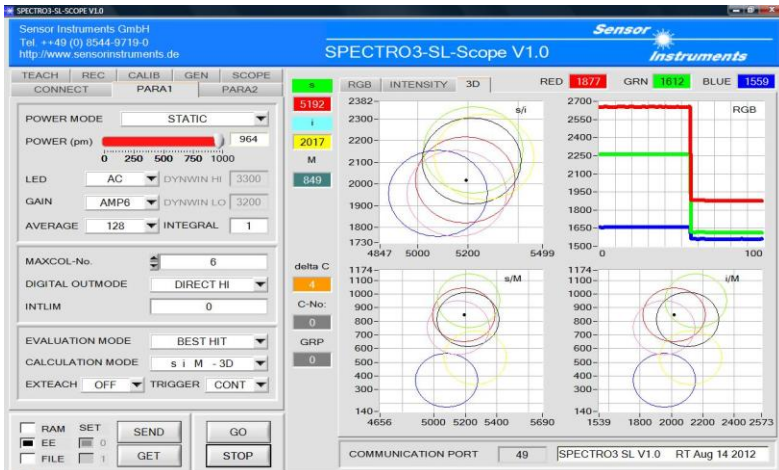 SPECTRO3-SL-SCOPE V1.0
Sensor Instruments GmbH
Tel. ++49 (0) 8544-9719-0
http://www.sensorinstruments.de
SPECTRO3-SL-Scope V1.0
Sensor
Instruments
TEACH REC CALIB GEN SCOPE
CONNECT PARA1 PARA2
POWER MODE STATIC
POWER (pm) 964
0 250 500 750 1000
LED AC DYNWIN HI 3300
GAIN AMP6 DYNWIN LO 3200
AVERAGE 128 INTEGRAL 1
MAXCOL-No. 6
DIGITAL OUTMODE DIRECT HI
INTLIM 0
EVALUATION MODE BEST HIT
CALCULATION MODE s i M - 3D
EXTEACH OFF TRIGGER CONT
RAM SET
EE 0
FILE 1
SEND GO
GET STOP
s
5192
i
2017
M
849
delta C
4
C-No:
0
GRP
0
RGB INTENSITY 3D
RED 1877 GRN 1612 BLUE 1559
s/i
2382
2300
2200
2100
2000
1900
1800
1730
4847 5000 5200 5499
RGB
2700
2550
2400
2250
2100
1950
1800
1650
1500
0 100
s/M
1174
1100
1000
900
800
700
600
500
400
300
140
4656 5000 5200 5400 5690
i/M
1174
1100
1000
900
800
700
600
500
400
300
140
1539 1800 2000 2200 2400 2573
COMMUNICATION PORT 49
SPECTRO3 SL V1.0 RT Aug 14 2012